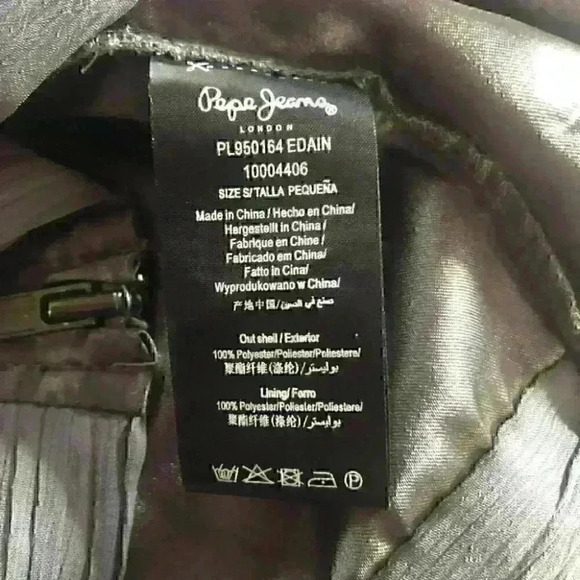 Pepe Jeans®
LONDON
PL950164 EDAIN
10004406
SIZE S/TALLA PEQUEÑA
Made in China / Hecho en China/
Hergestellt in China /
Fabrique en Chine /
Fabricado em China/
Fatto in Cina/
Wyprodukowano w China/
产地中国/صنع في الصين
Out shell / Exterior
100% Polyester/Poliester/Poliestere/
聚酯纤维(涤纶)/بوليستر
Lining/ Forro
100% Polyester/Poliester/Poliestere/
聚酯纤维(涤纶)/بوليستر
P